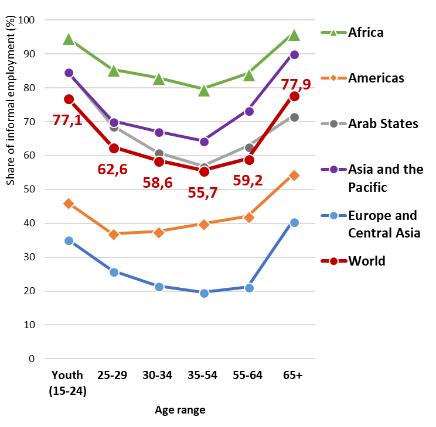 Share of informal employment (%)
100
90
80
70
60
50
40
30
20
10
0
77,1
62,6
58,6
55,7
59,2
77,9
Youth
(15-24)
25-29
30-34
35-54
55-64
65+
Age range
Africa
Americas
Arab States
Asia and the
Pacific
Europe and
Central Asia
World